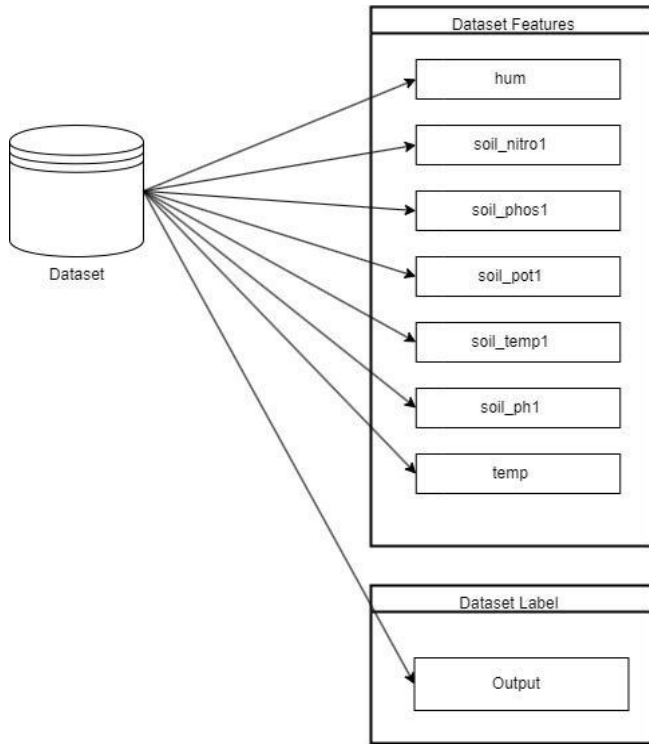 Dataset Features
hum
soil_nitro1
soil_phos1
soil_pot1
soil_temp1
soil_ph1
temp
Dataset
Dataset Label
Output